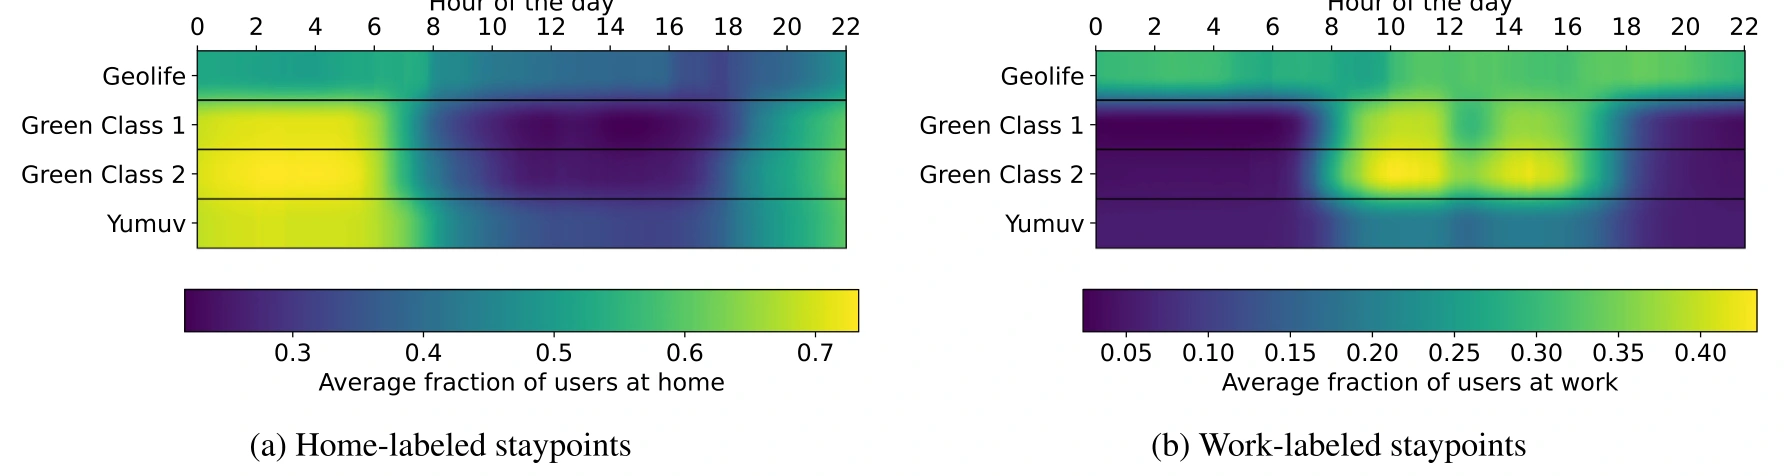 Hour of the day
0 2 4 6 8 10 12 14 16 18 20 22
Geolife
Green Class 1
Green Class 2
Yumuv
0.3 0.4 0.5 0.6 0.7
Average fraction of users at home
(a) Home-labeled staypoints
Hour of the day
0 2 4 6 8 10 12 14 16 18 20 22
Geolife
Green Class 1
Green Class 2
Yumuv
0.05 0.10 0.15 0.20 0.25 0.30 0.35 0.40
Average fraction of users at work
(b) Work-labeled staypoints